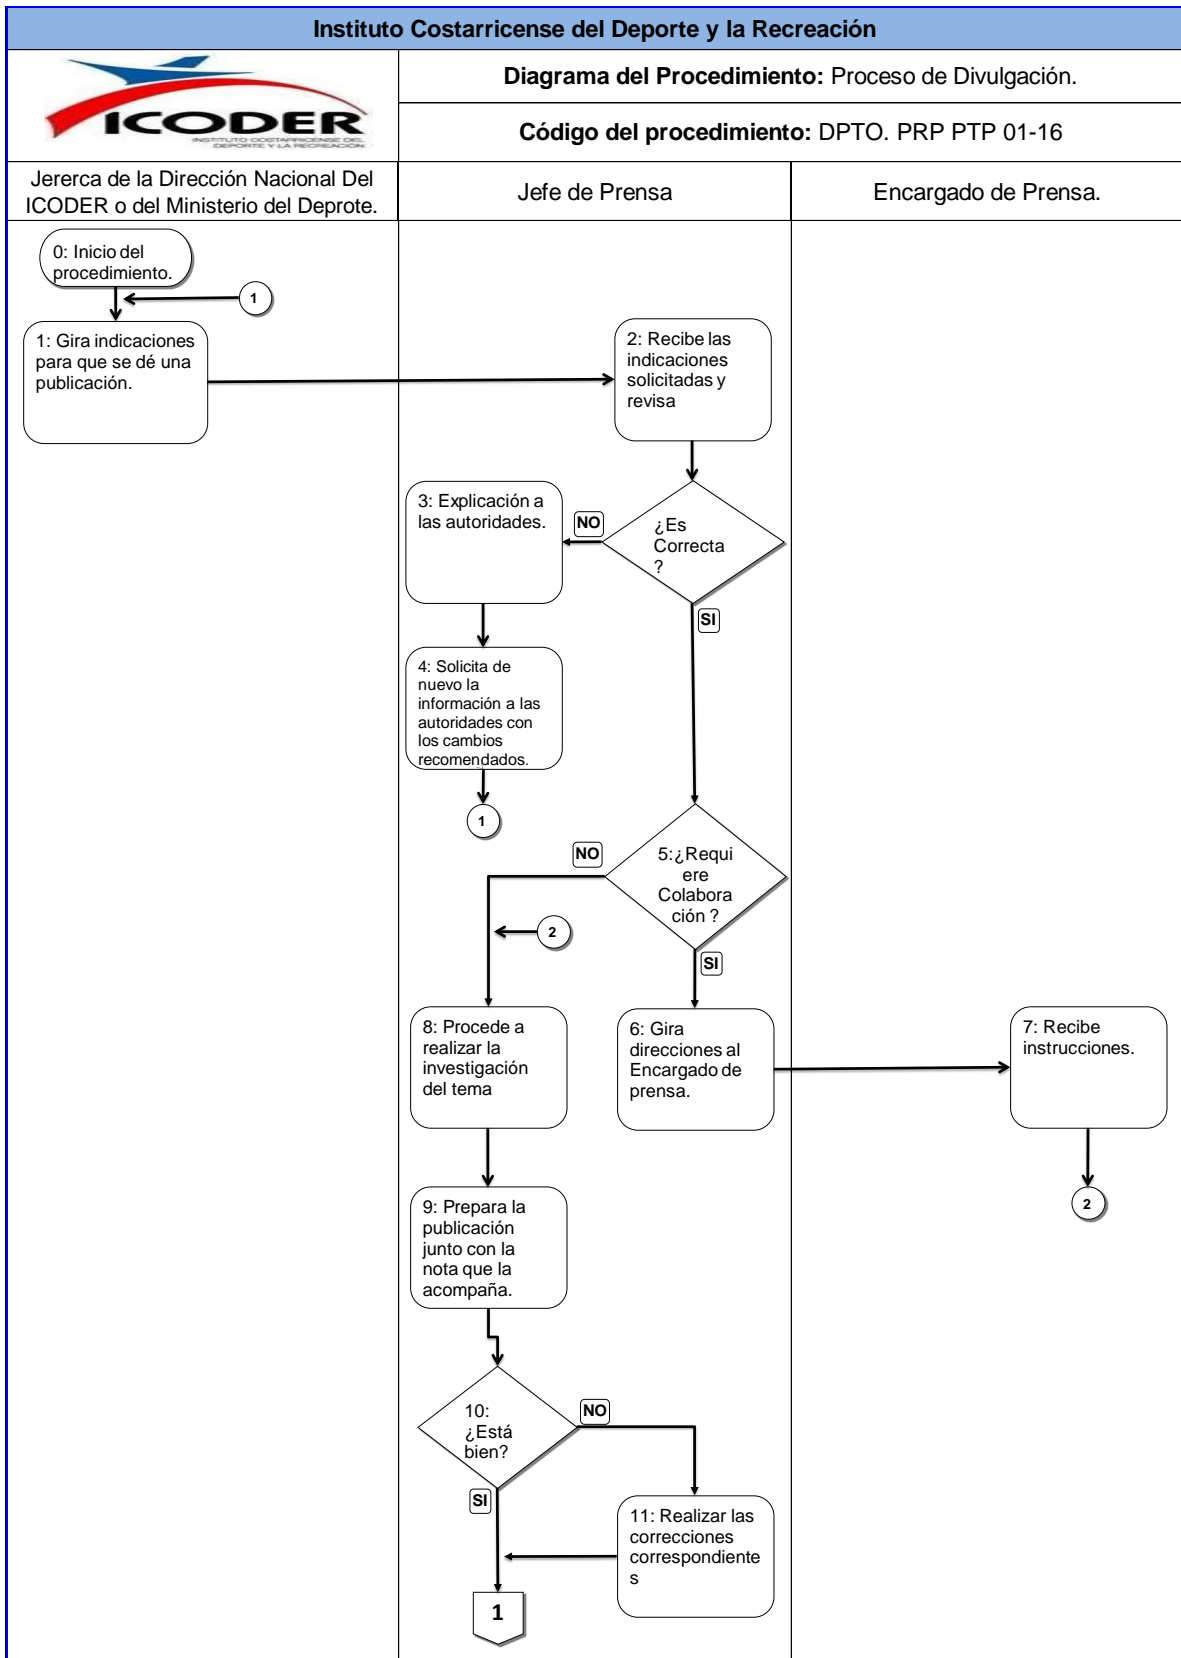 Instituto Costarricense del Deporte y la Recreación
ICODER
INSTITUTO COSTARRICENSE DEL
DEPORTE Y LA RECREACIÓN
Diagrama del Procedimiento: Proceso de Divulgación.
Código del procedimiento: DPTO. PRP PTP 01-16
Jererca de la Dirección Nacional Del
ICODER o del Ministerio del Deprote.
Jefe de Prensa
Encargado de Prensa.
0: Inicio del
procedimiento.
1
1: Gira indicaciones
para que se dé una
publicación.
2: Recibe las
indicaciones
solicitadas y
revisa
3: Explicación a
las autoridades.
NO
¿Es
Correcta
?
SI
4: Solicita de
nuevo la
información a las
autoridades con
los cambios
recomendados.
1
NO
5:¿Requi
ere
Colabora
ción ?
2
SI
8: Procede a
realizar la
investigación
del tema
6: Gira
direcciones al
Encargado de
prensa.
7: Recibe
instrucciones.
2
9: Prepara la
publicación
junto con la
nota que la
acompaña.
10:
¿Está
bien?
NO
SI
11: Realizar las
correcciones
correspondiente
s
1